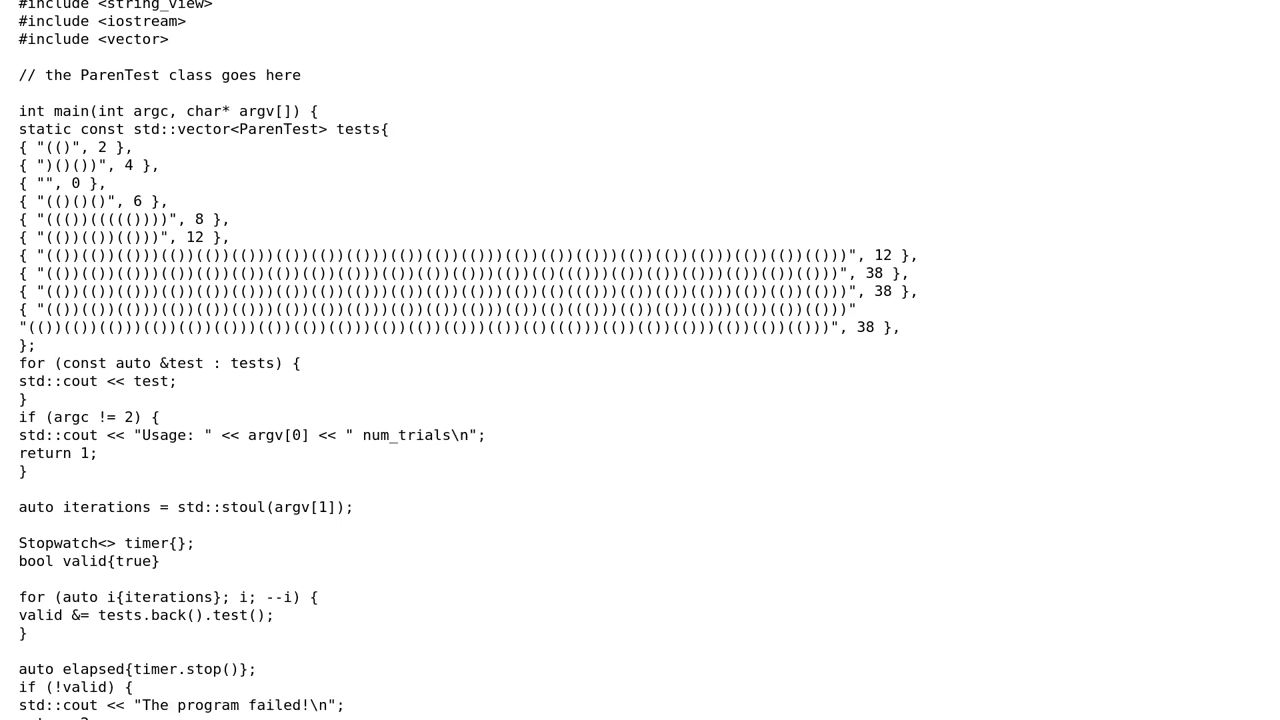 #include <string_view>
#include <iostream>
#include <vector>
// the ParenTest class goes here
int main(int argc, char* argv[]) {
static const std::vector<ParenTest> tests{
{ "(()", 2 },
{ ")()())", 4 },
{ "", 0 },
{ "(()()()", 6 },
{ "((())((((()))))", 8 },
{ "(())(())(()))", 12 },
{ "(())(())(()))(())(())(()))(())(())(()))(())(())(()))(())(())(()))(())(())(()))(())(())(()))", 12 },
{ "(())(())(()))(())(())(()))(())(())(()))(())(())(()))(())(()(()))(())(())(()))(())(())(()))", 38 },
{ "(())(())(()))(())(())(()))(())(())(()))(())(())(()))(())(()((()))(())(())(()))(())(())(()))", 38 },
{ "(())(())(()))(())(())(()))(())(())(()))(())(())(()))(())(())(()))(())(())(()))(())(())(()))"
"(())(())(()))(())(())(()))(())(())(()))(())(())(()))(())(()((()))(())(())(()))(())(())(()))", 38 },
};
for (const auto &test : tests) {
std::cout << test;
}
if (argc != 2) {
std::cout << "Usage: " << argv[0] << " num_trials\n";
return 1;
}
auto iterations = std::stoul(argv[1]);
Stopwatch<> timer{};
bool valid{true}
for (auto i{iterations}; i; --i) {
valid &= tests.back().test();
}
auto elapsed{timer.stop()};
if (!valid) {
std::cout << "The program failed!\n";